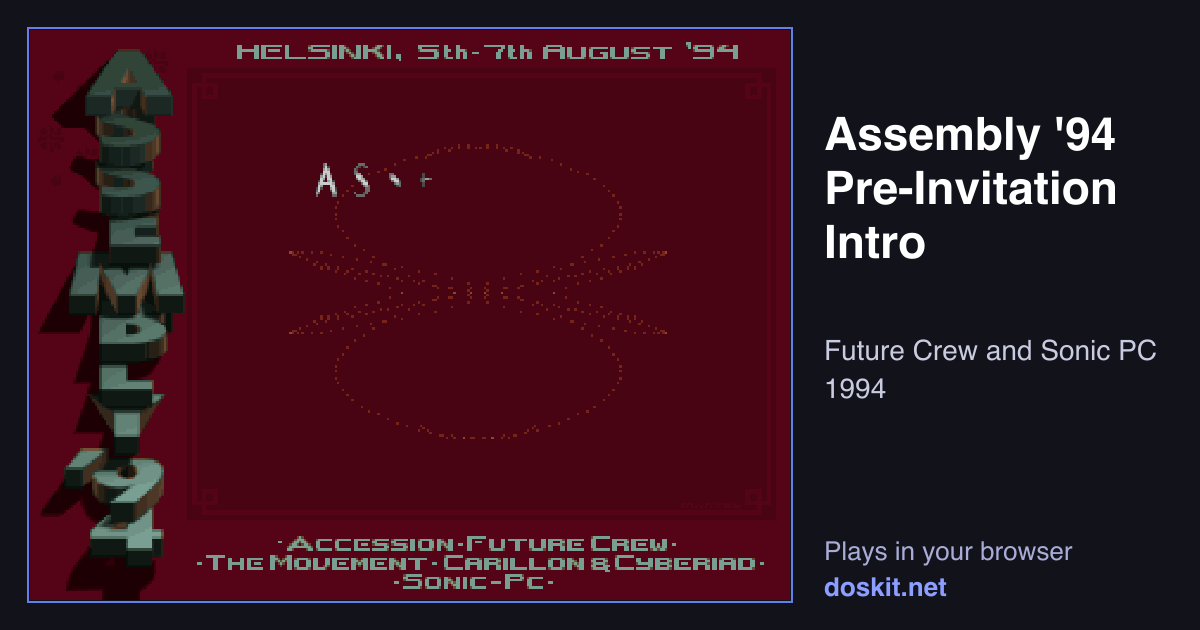 HELSINKI, 5th-7th AUGUST '94
ASSEMBLY '94
AS
·ACCESSION·FUTURE CREW·
·THE MOVEMENT·CARILLON & CYBERIAD·
·SONIC-PC·
Assembly '94
Pre-Invitation
Intro
Future Crew and Sonic PC
1994
Plays in your browser
doskit.net